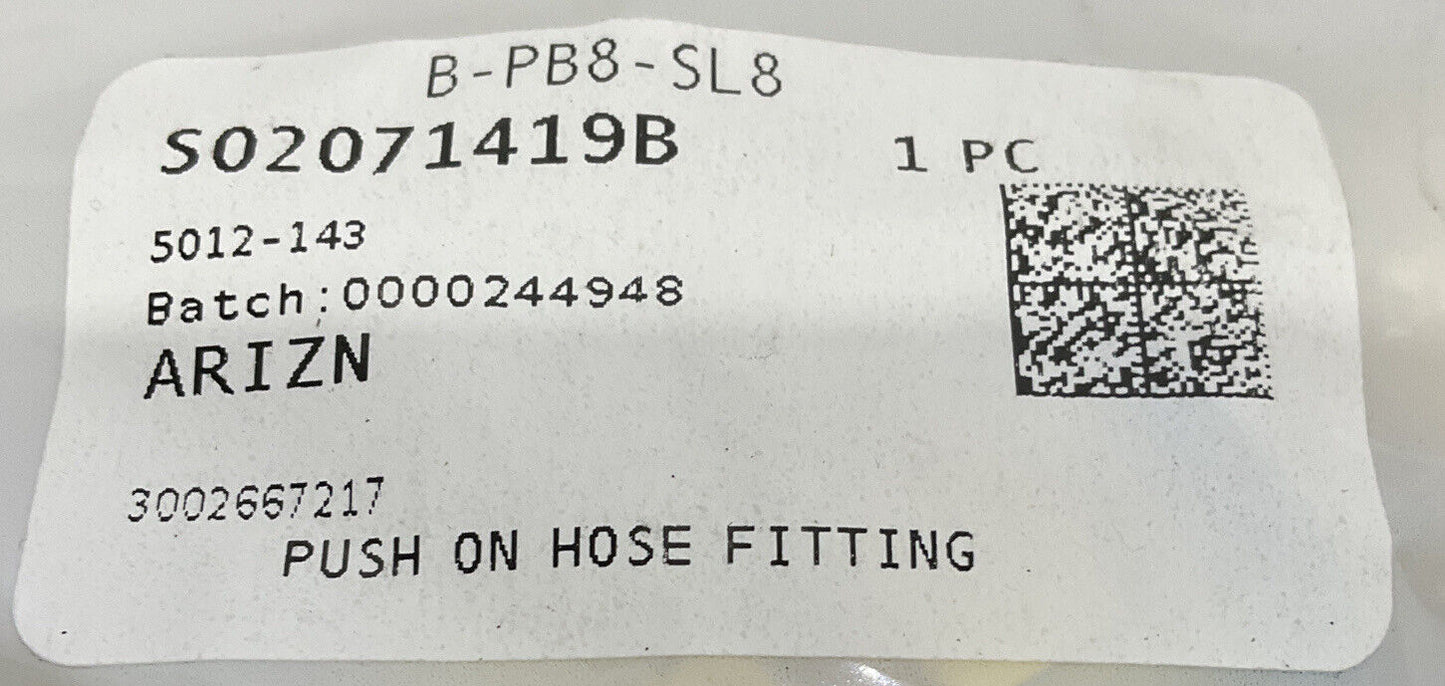 B-PB8-SL8
S02071419B
1 PC
5012-143
Batch:0000244948
ARIZN
3002667217
PUSH ON HOSE FITTING